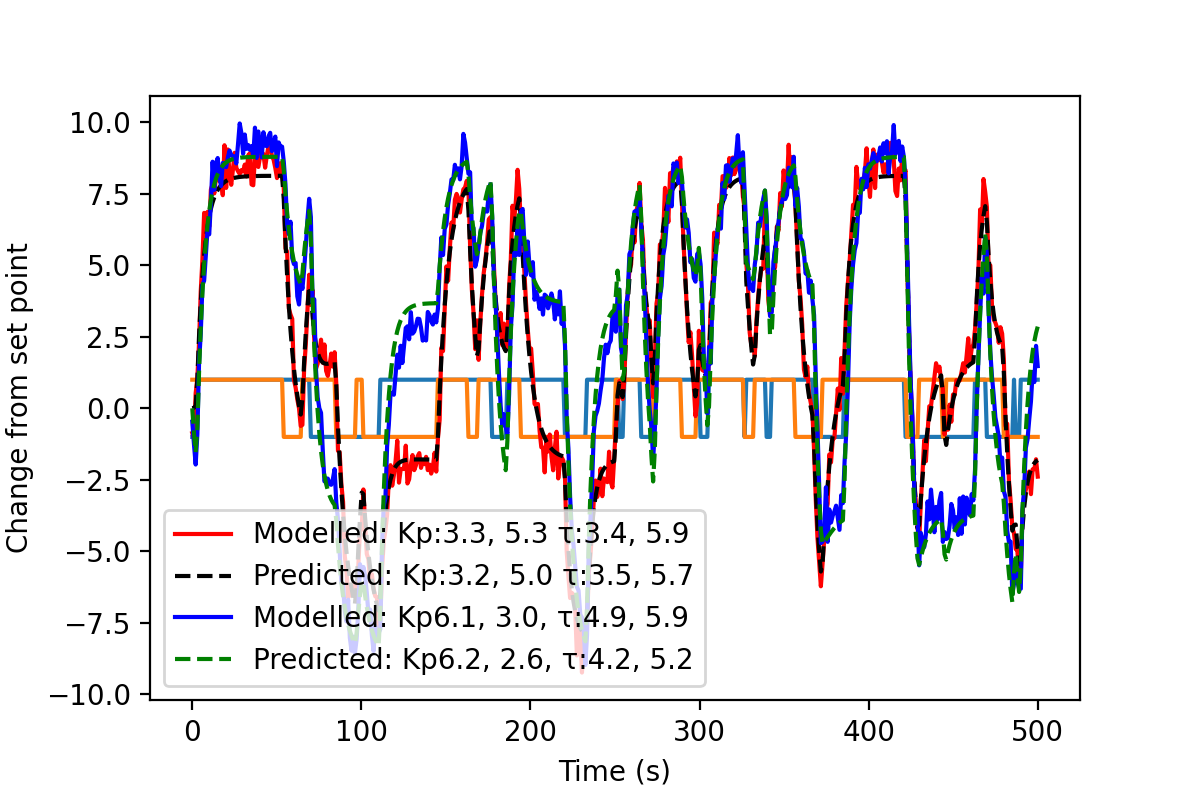 10.0
7.5
5.0
2.5
0.0
−2.5
−5.0
−7.5
−10.0
Change from set point
Modelled: Kp:3.3, 5.3 τ:3.4, 5.9
Predicted: Kp:3.2, 5.0 τ:3.5, 5.7
Modelled: Kp6.1, 3.0, τ:4.9, 5.9
Predicted: Kp6.2, 2.6, τ:4.2, 5.2
0 100 200 300 400 500
Time (s)